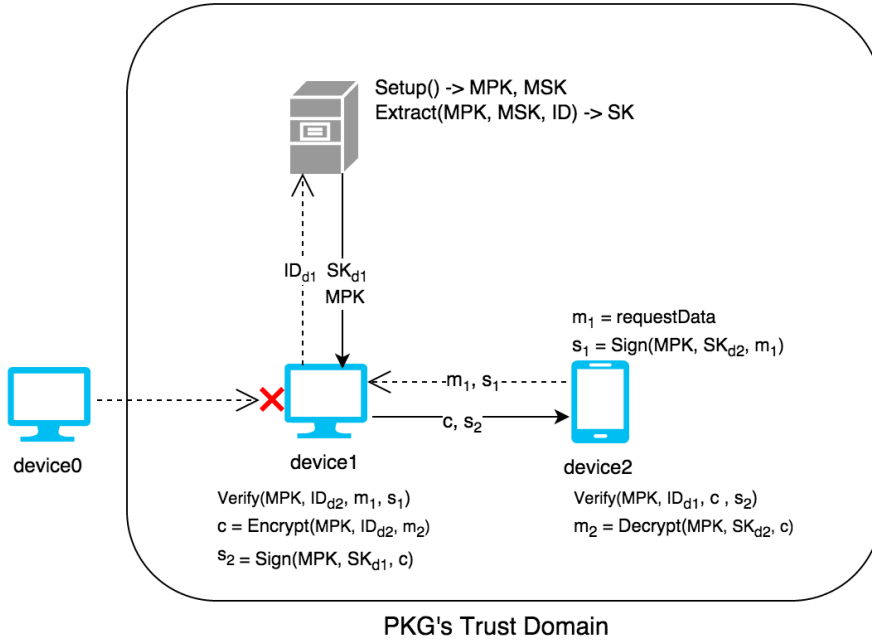 Setup() -> MPK, MSK
Extract(MPK, MSK, ID) -> SK
ID_d1
SK_d1
MPK
m_1 = requestData
s_1 = Sign(MPK, SK_d2, m_1)
m_1, s_1
c, s_2
device0
device1
device2
Verify(MPK, ID_d2, m_1, s_1)
c = Encrypt(MPK, ID_d2, m_2)
s_2 = Sign(MPK, SK_d1, c)
Verify(MPK, ID_d1, c , s_2)
m_2 = Decrypt(MPK, SK_d2, c)
PKG's Trust Domain